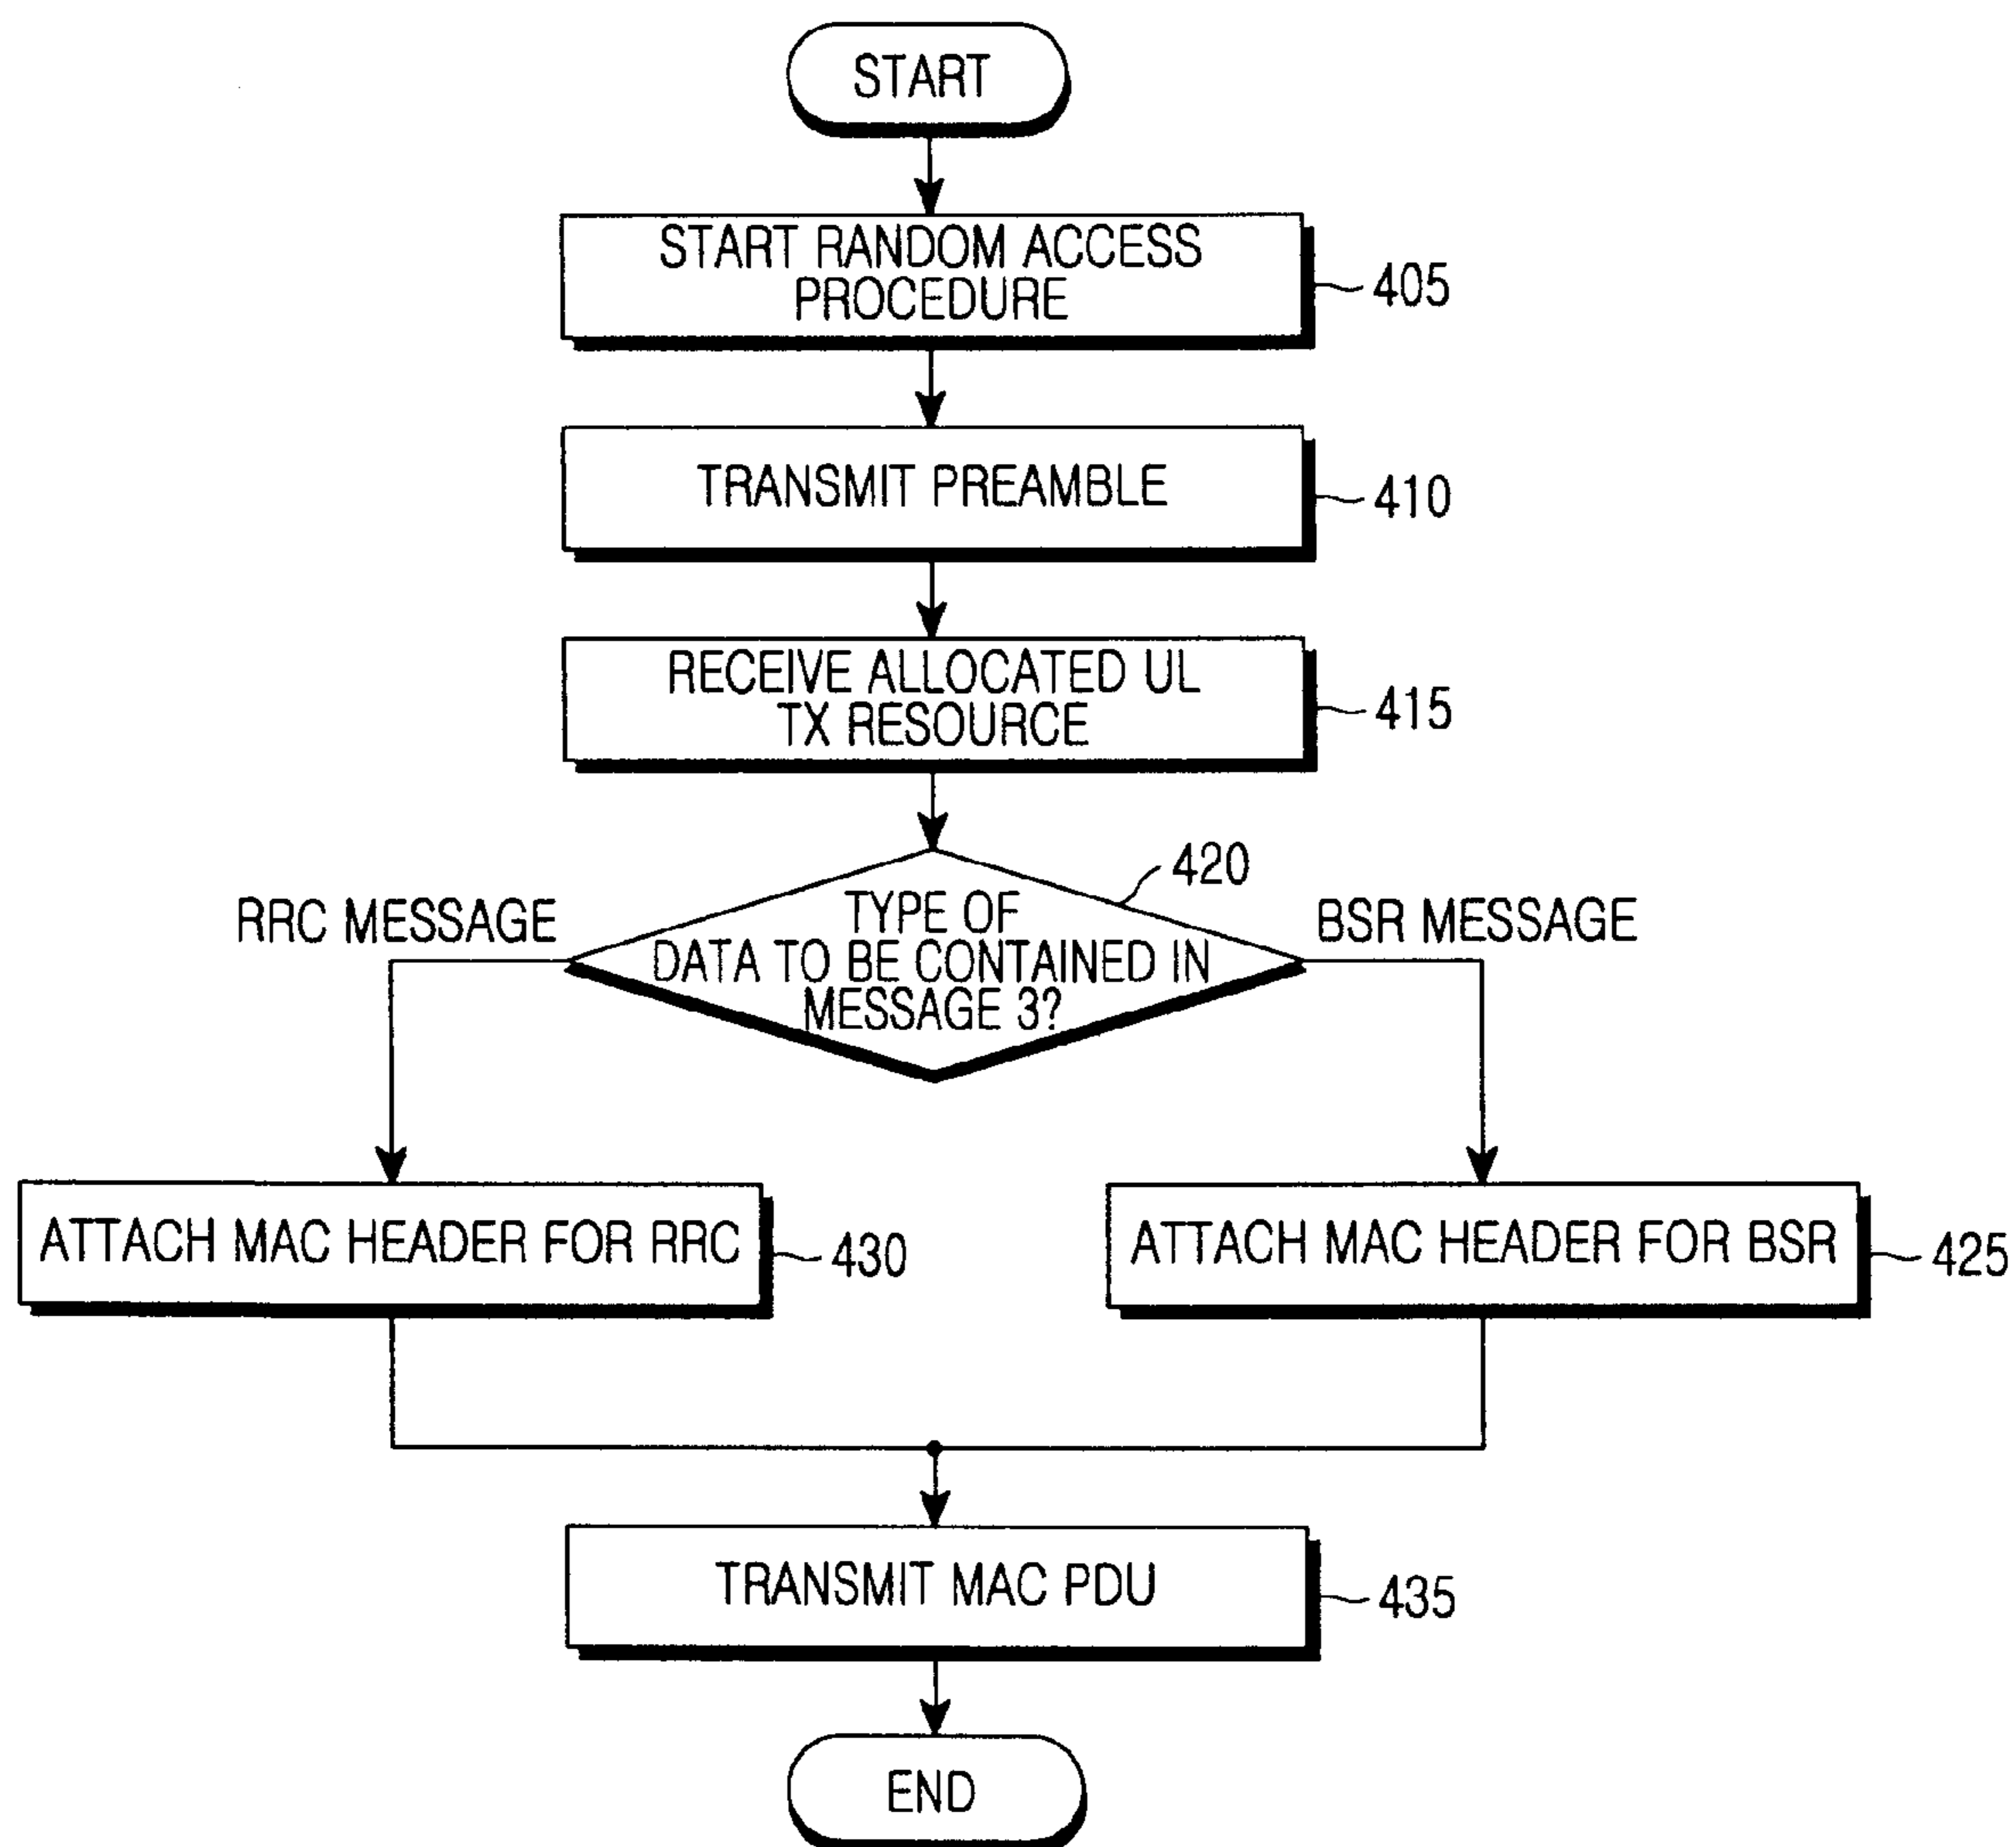 START
START RANDOM ACCESS
PROCEDURE
405
TRANSMIT PREAMBLE
410
RECEIVE ALLOCATED UL
TX RESOURCE
415
420
RRC MESSAGE
TYPE OF
DATA TO BE CONTAINED IN
MESSAGE 3?
BSR MESSAGE
ATTACH MAC HEADER FOR RRC
430
ATTACH MAC HEADER FOR BSR
425
TRANSMIT MAC PDU
435
END